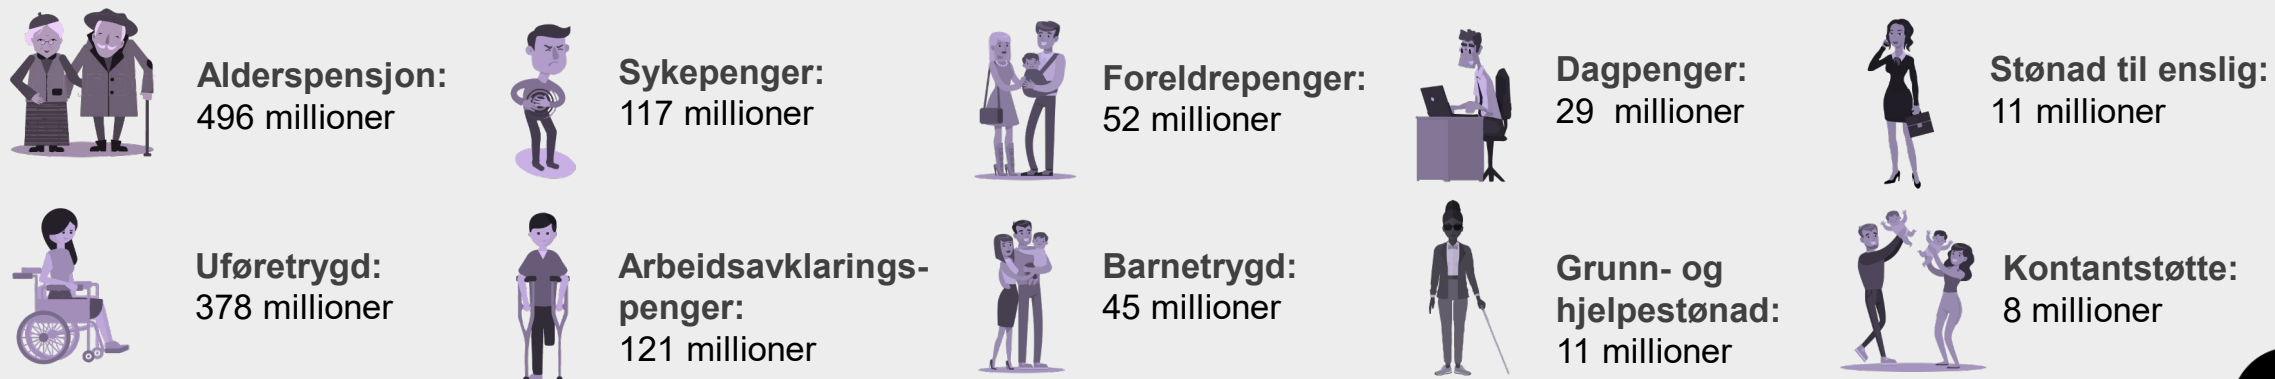 Alderspensjon:
496 millioner
Sykepenger:
117 millioner
Foreldrepenger:
52 millioner
Dagpenger:
29  millioner
Stønad til enslig:
11 millioner
Uføretrygd:
378 millioner
Arbeidsavklarings-
penger:
121 millioner
Barnetrygd:
45 millioner
Grunn- og
hjelpestønad:
11 millioner
Kontantstøtte:
8 millioner